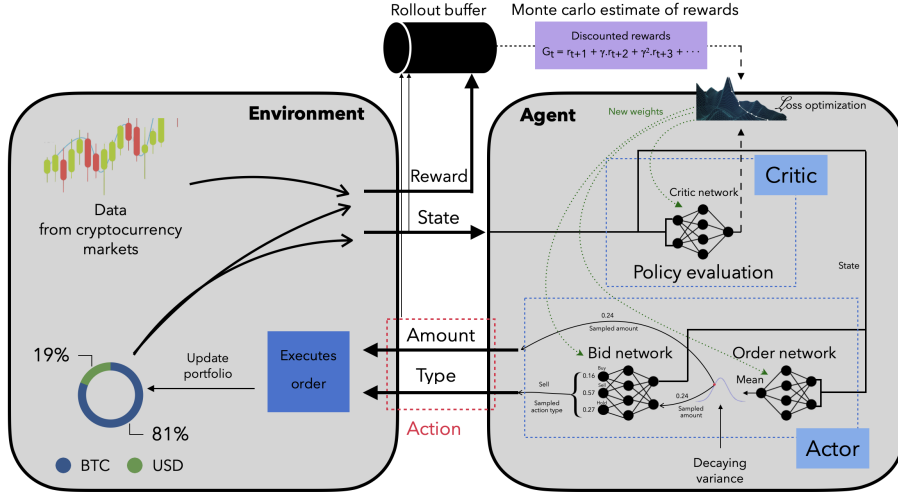 Rollout buffer
Monte carlo estimate of rewards
Discounted rewards
Gt = rt+1 + γ.rt+2 + γ².rt+3 + ···
Environment
Agent
New weights
Loss optimization
Critic
Critic network
Policy evaluation
State
Data
from cryptocurrency
markets
Reward
State
Amount
Type
Action
Executes
order
Update
portfolio
19%
81%
BTC
USD
0.24
Sampled amount
Bid network
Order network
Buy
0.16
Sell
0.57
Hold
0.27
Sell
Sampled
action type
0.24
Sampled
amount
Mean
Decaying
variance
Actor